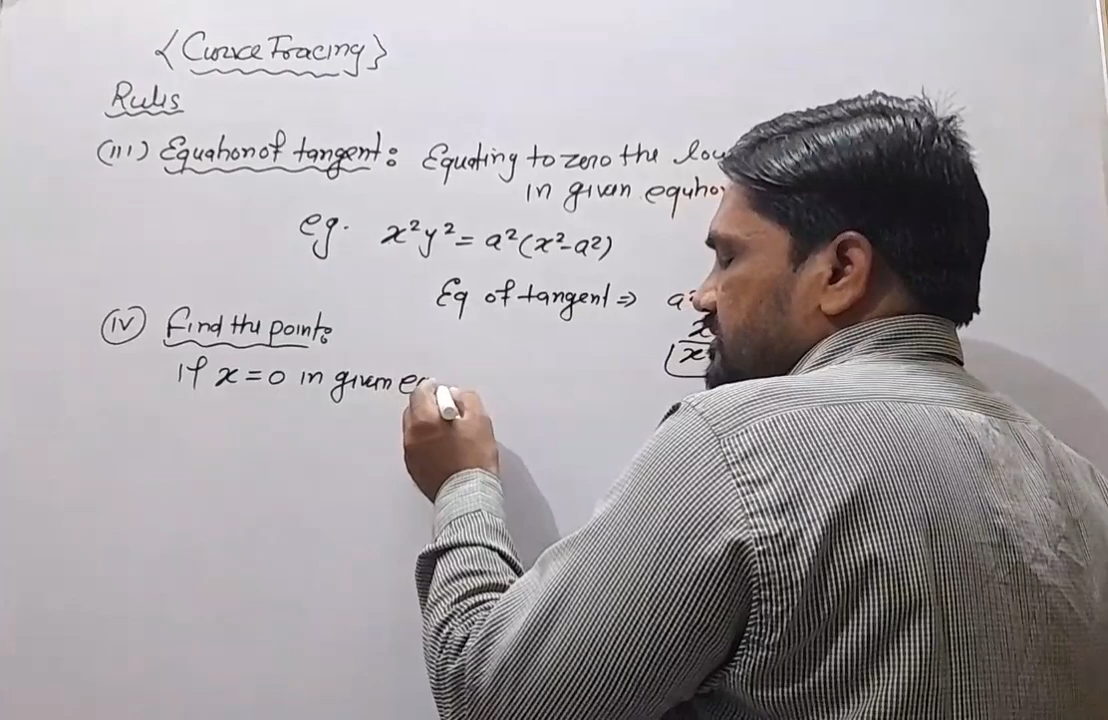 {Curve Tracing}
Rules
(III) Equation of tangent: Equating to zero the
in given
eg. x²y² = a²(x²-a²)
Eq of tangent ⇒
(IV) Find the point:
If x = 0 in given